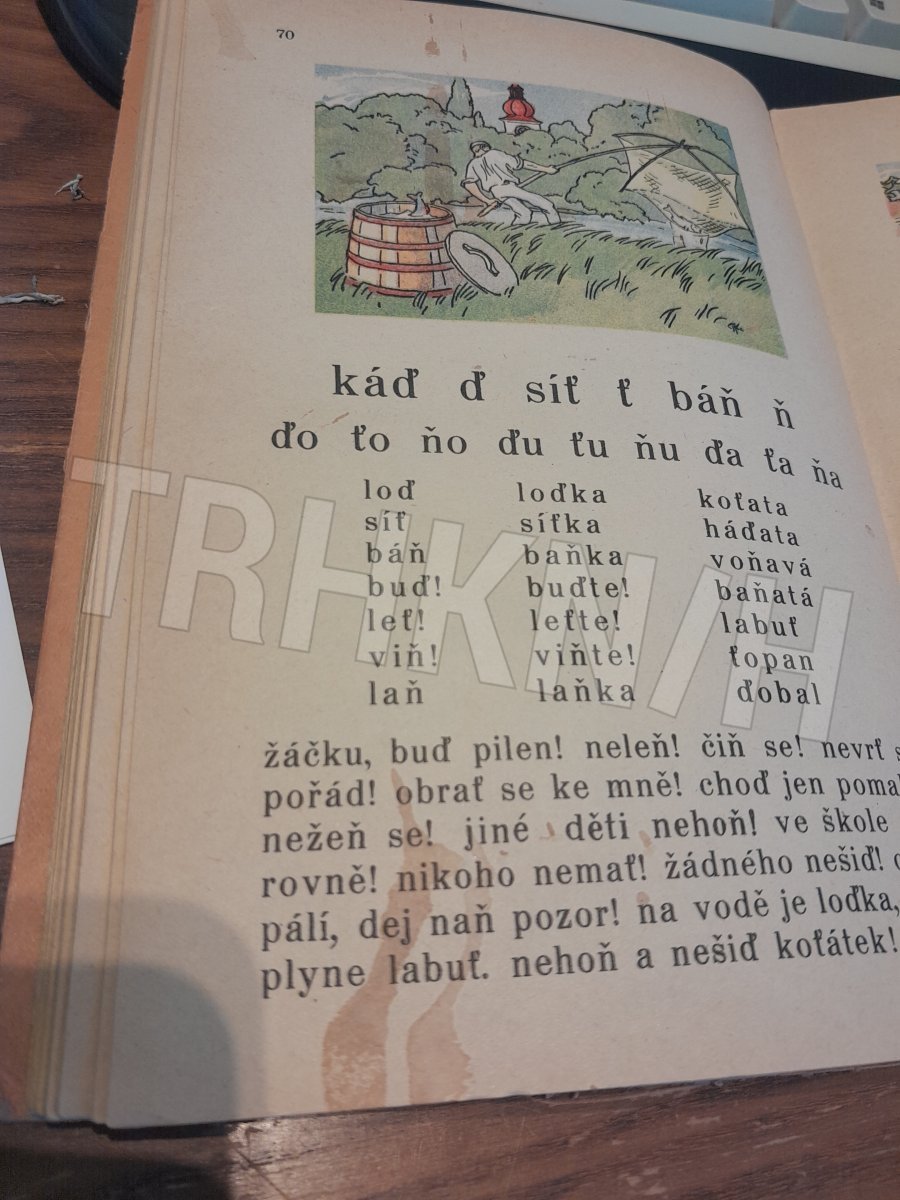 70
káď ď síť ť báň ň
ďo ťo ňo ďu ťu ňu ďa ťa ňa
loď loďka koťata
síť síťka háďata
báň baňka voňavá
buď! buďte! baňatá
leť! leťte! labuť
viň! viňte! ťopan
laň laňka ďobal
žáčku, buď pilen! neleň! čiň se! nevrť
pořád! obrať se ke mně! choď jen
nežeň se! jiné děti nehoň! ve škole
rovně! nikoho nemať! žádného nešiď!
pálí, dej naň pozor! na vodě je loďka,
plyne labuť. nehoň a nešiď koťátek!
TRHKNIH